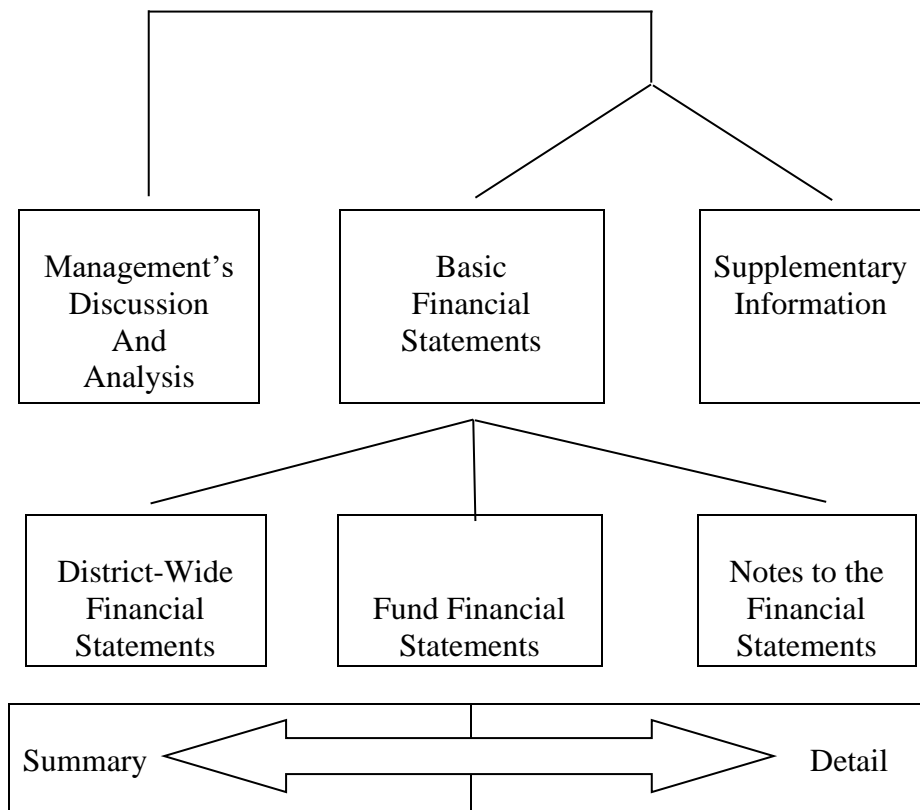 Management’s
Discussion
And
Analysis
Basic
Financial
Statements
Supplementary
Information
District-Wide
Financial
Statements
Fund Financial
Statements
Notes to the
Financial
Statements
Summary
Detail